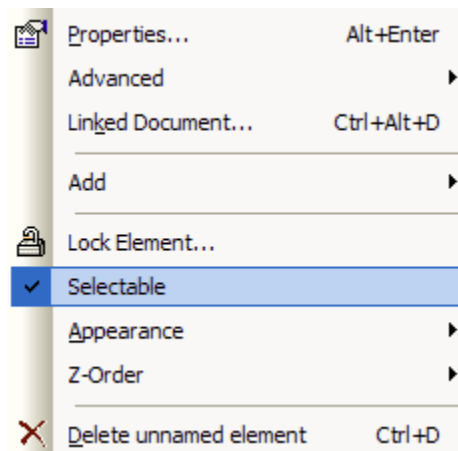 Properties... Alt+Enter
Advanced
Linked Document... Ctrl+Alt+D
Add
Lock Element...
Selectable
Appearance
Z-Order
Delete unnamed element Ctrl+D